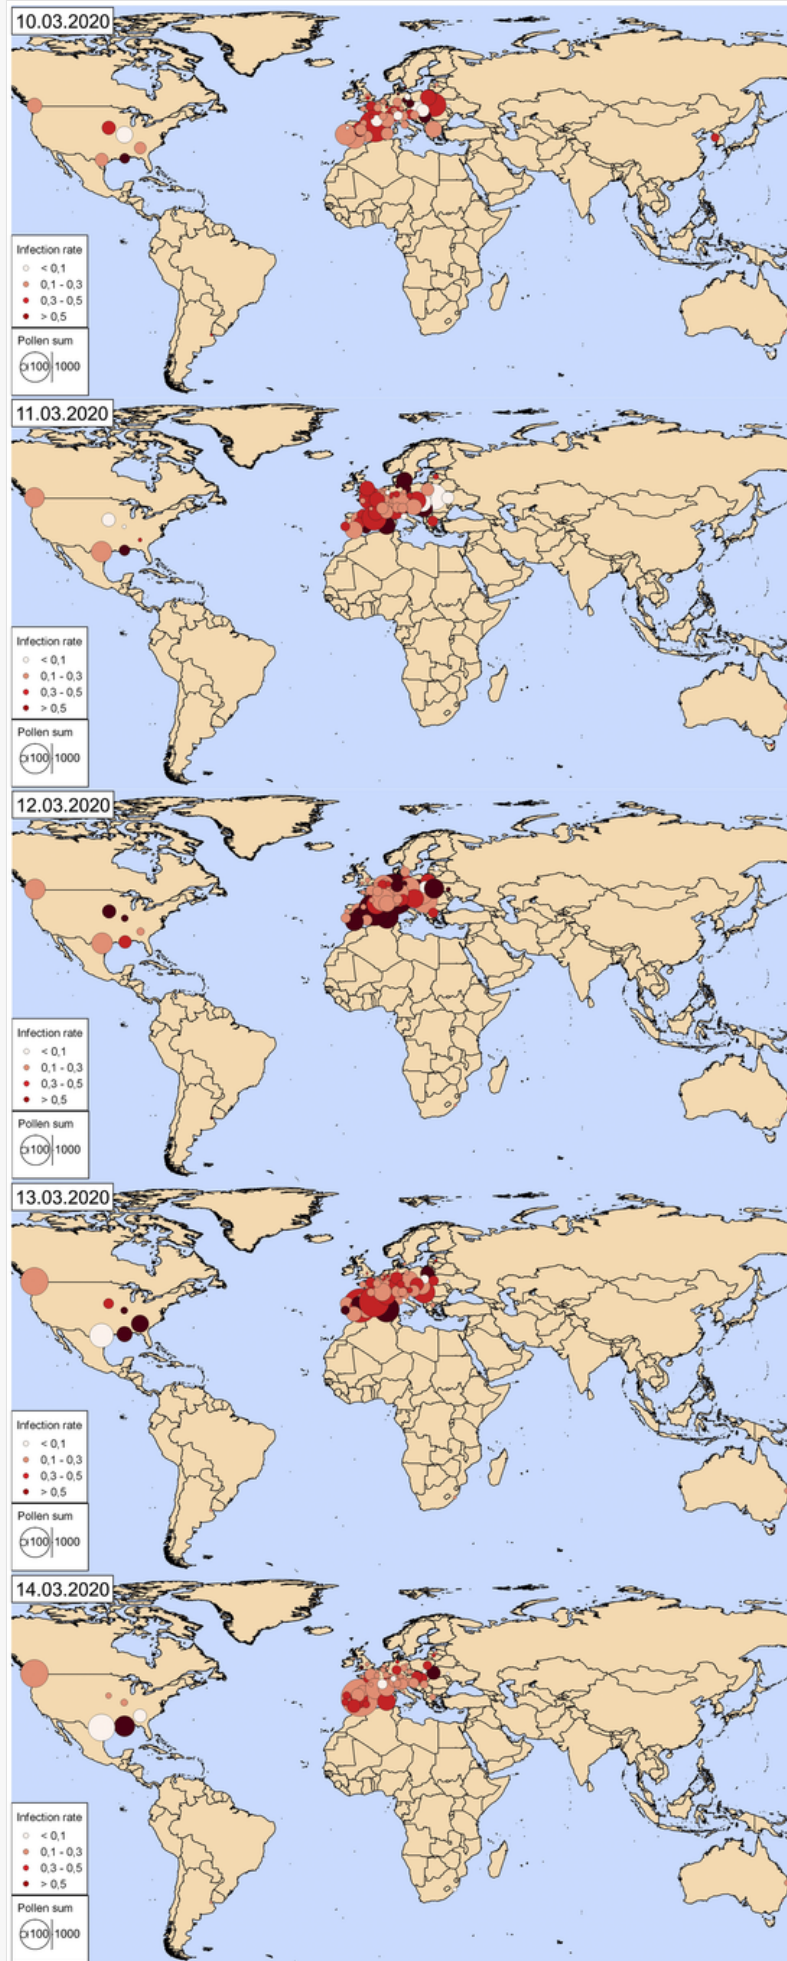 10.03.2020
Infection rate
< 0,1
0,1 - 0,3
0,3 - 0,5
> 0,5
Pollen sum
100 1000
11.03.2020
Infection rate
< 0,1
0,1 - 0,3
0,3 - 0,5
> 0,5
Pollen sum
100 1000
12.03.2020
Infection rate
< 0,1
0,1 - 0,3
0,3 - 0,5
> 0,5
Pollen sum
100 1000
13.03.2020
Infection rate
< 0,1
0,1 - 0,3
0,3 - 0,5
> 0,5
Pollen sum
100 1000
14.03.2020
Infection rate
< 0,1
0,1 - 0,3
0,3 - 0,5
> 0,5
Pollen sum
100 1000